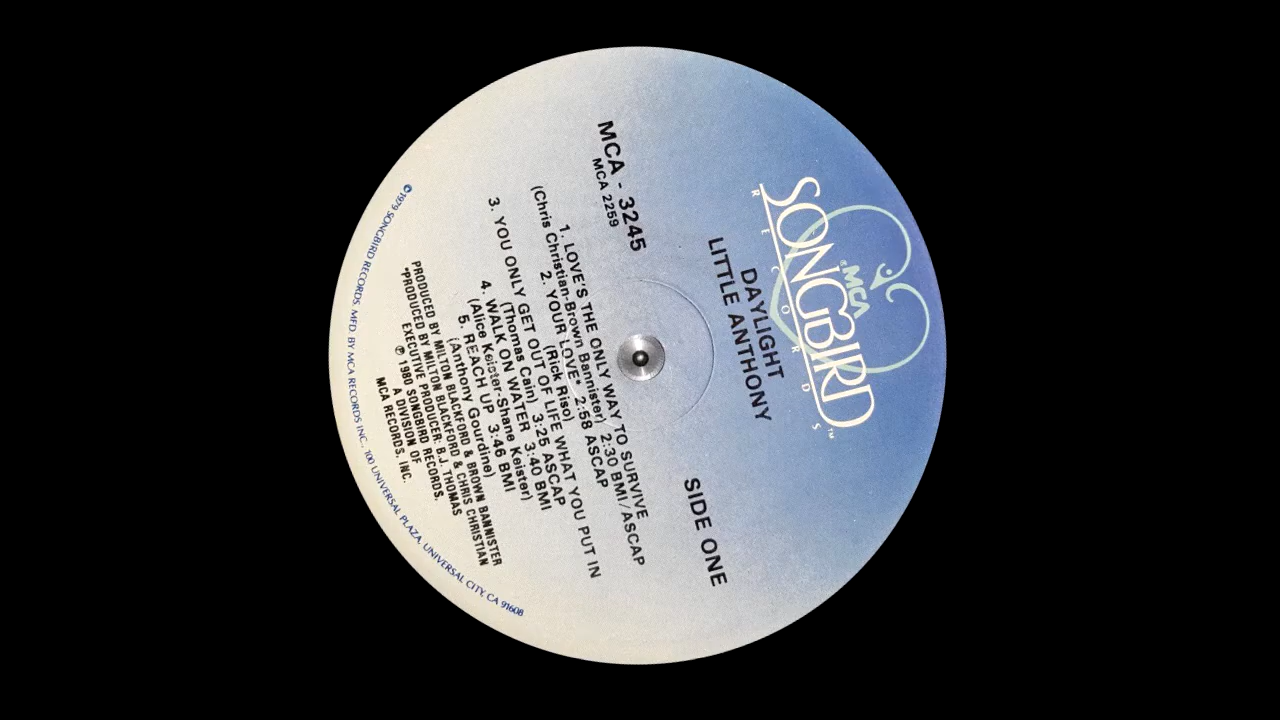 SONGBIRD™
RECORDS
MCA®
DAYLIGHT
LITTLE ANTHONY
MCA - 3245
MCA 2259
SIDE ONE
1. LOVE'S THE ONLY WAY TO SURVIVE
(Chris Christian-Brown Bannister) 2:30 BMI/ASCAP
2. YOUR LOVE* 2:58 ASCAP
(Rick Riso)
3. YOU ONLY GET OUT OF LIFE WHAT YOU PUT IN
(Thomas Cain) 3:25 ASCAP
4. WALK ON WATER 3:40 BMI
(Alice Keister-Shane Keister)
5. REACH UP 3:46 BMI
(Anthony Gourdine)
PRODUCED BY MILTON BLACKFORD & BROWN BANNISTER
*PRODUCED BY MILTON BLACKFORD & CHRIS CHRISTIAN
EXECUTIVE PRODUCER: B.J. THOMAS
℗ 1980 SONGBIRD RECORDS.
A DIVISION OF
MCA RECORDS, INC.
©1979 SONGBIRD RECORDS. MFD. BY MCA RECORDS INC., 100 UNIVERSAL PLAZA, UNIVERSAL CITY, CA 91608